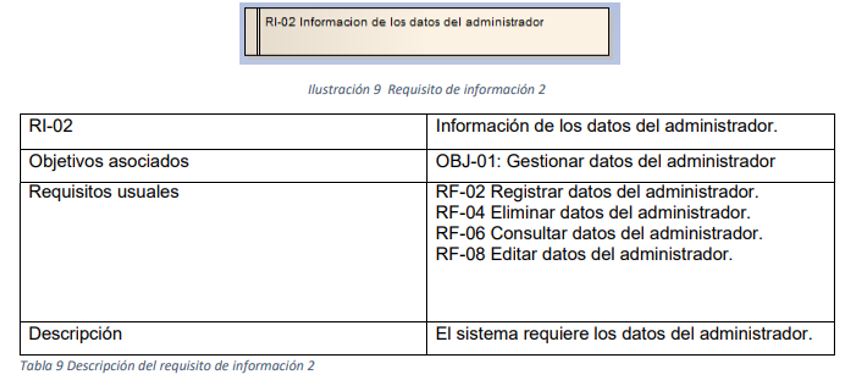 RI-02 Informacion de los datos del administrador
Ilustración 9 Requisito de información 2
RI-02 Información de los datos del administrador.
Objetivos asociados OBJ-01: Gestionar datos del administrador
Requisitos usuales RF-02 Registrar datos del administrador.
RF-04 Eliminar datos del administrador.
RF-06 Consultar datos del administrador.
RF-08 Editar datos del administrador.
Descripción El sistema requiere los datos del administrador.
Tabla 9 Descripción del requisito de información 2